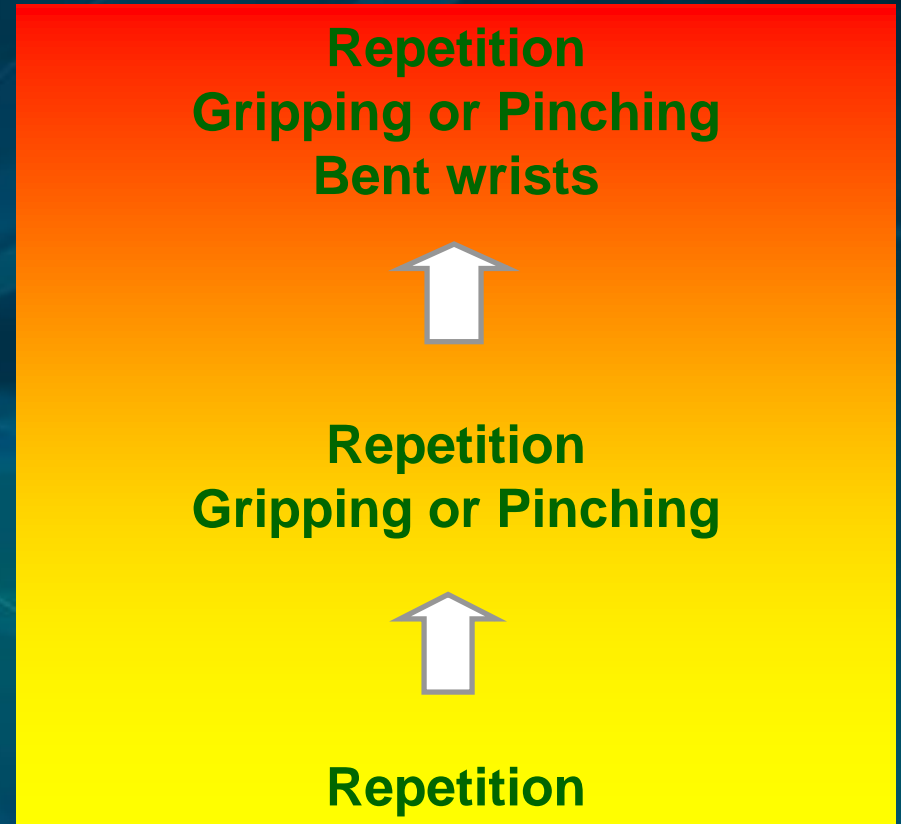 Repetition
Gripping or Pinching
Bent wrists
Repetition
Gripping or Pinching
Repetition